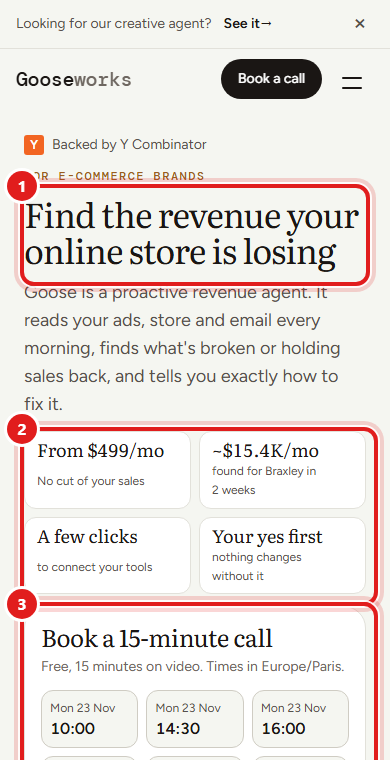 Looking for our creative agent? See it→ ×
Gooseworks
Book a call
Y Backed by Y Combinator
OR E-COMMERCE BRANDS
1
Find the revenue your
online store is losing
Goose is a proactive revenue agent. It
reads your ads, store and email every
morning, finds what's broken or holding
sales back, and tells you exactly how to
fix it.
2
From $499/mo
No cut of your sales
~$15.4K/mo
found for Braxley in
2 weeks
A few clicks
to connect your tools
Your yes first
nothing changes
without it
3
Book a 15-minute call
Free, 15 minutes on video. Times in Europe/Paris.
Mon 23 Nov
10:00
Mon 23 Nov
14:30
Mon 23 Nov
16:00